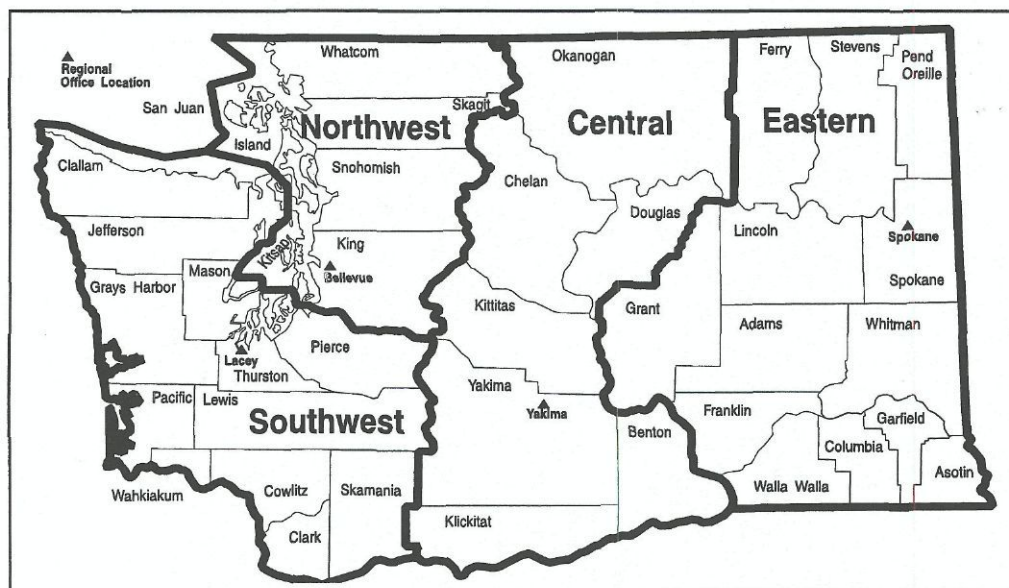 Regional
Office Location
Whatcom
Okanogan
Ferry
Stevens
Pend
Oreille
San Juan
Skagit
Island
Northwest
Central
Eastern
Clallam
Snohomish
Chelan
Douglas
Lincoln
Spokane
Spokane
Jefferson
Kitsap
King
Bellevue
Mason
Grays Harbor
Kittitas
Grant
Adams
Whitman
Lacey
Thurston
Pierce
Yakima
Yakima
Pacific
Lewis
Southwest
Benton
Franklin
Garfield
Columbia
Asotin
Walla Walla
Wahkiakum
Cowlitz
Skamania
Clark
Klickitat